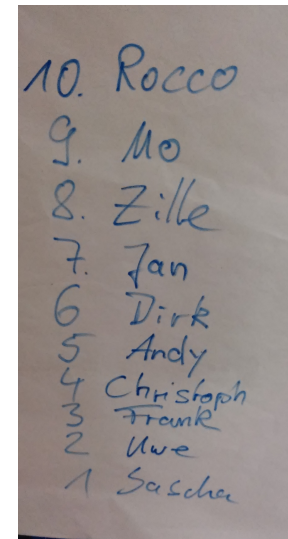 10. Rocco
9. Mo
8. Zille
7. Jan
6 Dirk
5 Andy
4 Christoph
3 Frank
2 Uwe
1 Sascha